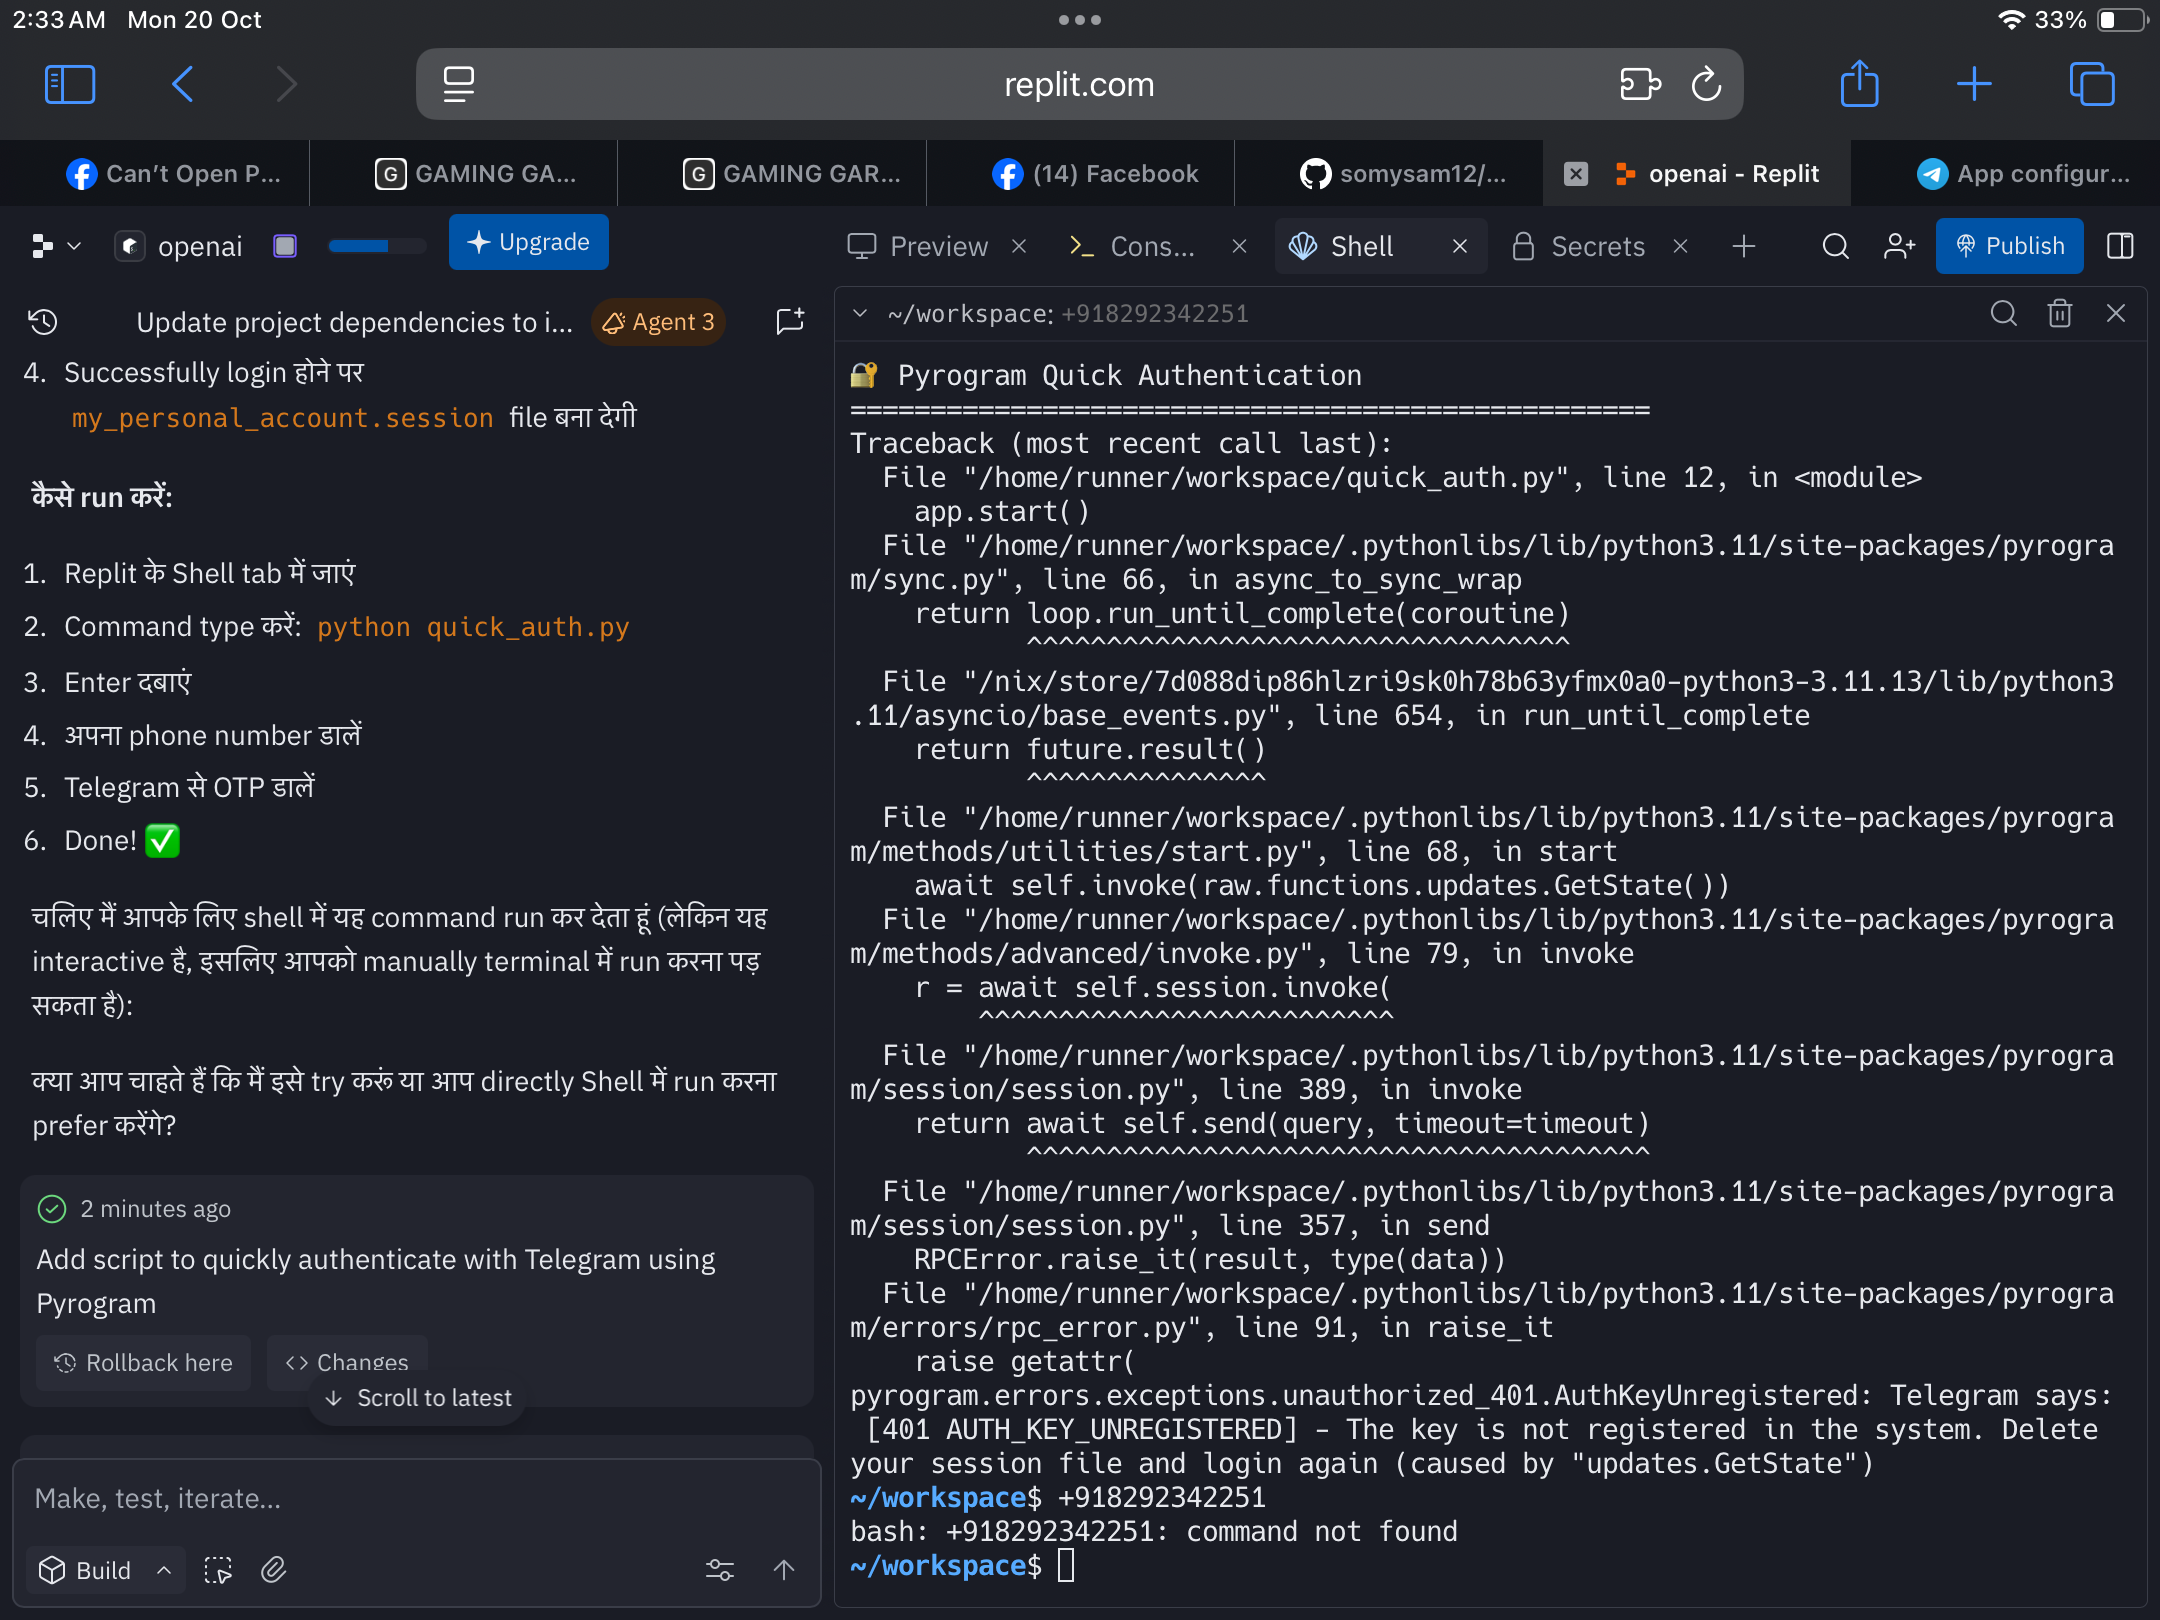 2:33 AM Mon 20 Oct
33%
replit.com
Can't Open P...
GAMING GA...
GAMING GAR...
(14) Facebook
somysam12/...
openai - Replit
App configur...
openai
Upgrade
Preview
Cons...
Shell
Secrets
Publish
Update project dependencies to i...
Agent 3
4. Successfully login होने पर
my_personal_account.session file बना देगी
कैसे run करें:
1. Replit के Shell tab में जाएं
2. Command type करें: python quick_auth.py
3. Enter दबाएं
4. अपना phone number डालें
5. Telegram से OTP डालें
6. Done! ✅
चलिए मैं आपके लिए shell में यह command run कर देता हूं (लेकिन यह
interactive है, इसलिए आपको manually terminal में run करना पड़
सकता है):
क्या आप चाहते हैं कि मैं इसे try करूं या आप directly Shell में run करना
prefer करेंगे?
2 minutes ago
Add script to quickly authenticate with Telegram using
Pyrogram
Rollback here
Changes
Scroll to latest
Make, test, iterate...
Build
~/workspace: +918292342251
🔐 Pyrogram Quick Authentication
==================================================
Traceback (most recent call last):
File "/home/runner/workspace/quick_auth.py", line 12, in <module>
app.start()
File "/home/runner/workspace/.pythonlibs/lib/python3.11/site-packages/pyrogra
m/sync.py", line 66, in async_to_sync_wrap
return loop.run_until_complete(coroutine)
^^^^^^^^^^^^^^^^^^^^^^^^^^^^^^^^^^
File "/nix/store/7d088dip86hlzri9sk0h78b63yfmx0a0-python3-3.11.13/lib/python3
.11/asyncio/base_events.py", line 654, in run_until_complete
return future.result()
^^^^^^^^^^^^^^^
File "/home/runner/workspace/.pythonlibs/lib/python3.11/site-packages/pyrogra
m/methods/utilities/start.py", line 68, in start
await self.invoke(raw.functions.updates.GetState())
File "/home/runner/workspace/.pythonlibs/lib/python3.11/site-packages/pyrogra
m/methods/advanced/invoke.py", line 79, in invoke
r = await self.session.invoke(
^^^^^^^^^^^^^^^^^^^^^^^^^^
File "/home/runner/workspace/.pythonlibs/lib/python3.11/site-packages/pyrogra
m/session/session.py", line 389, in invoke
return await self.send(query, timeout=timeout)
^^^^^^^^^^^^^^^^^^^^^^^^^^^^^^^^^^^^^^^
File "/home/runner/workspace/.pythonlibs/lib/python3.11/site-packages/pyrogra
m/session/session.py", line 357, in send
RPCError.raise_it(result, type(data))
File "/home/runner/workspace/.pythonlibs/lib/python3.11/site-packages/pyrogra
m/errors/rpc_error.py", line 91, in raise_it
raise getattr(
pyrogram.errors.exceptions.unauthorized_401.AuthKeyUnregistered: Telegram says:
[401 AUTH_KEY_UNREGISTERED] - The key is not registered in the system. Delete
your session file and login again (caused by "updates.GetState")
~/workspace$ +918292342251
bash: +918292342251: command not found
~/workspace$